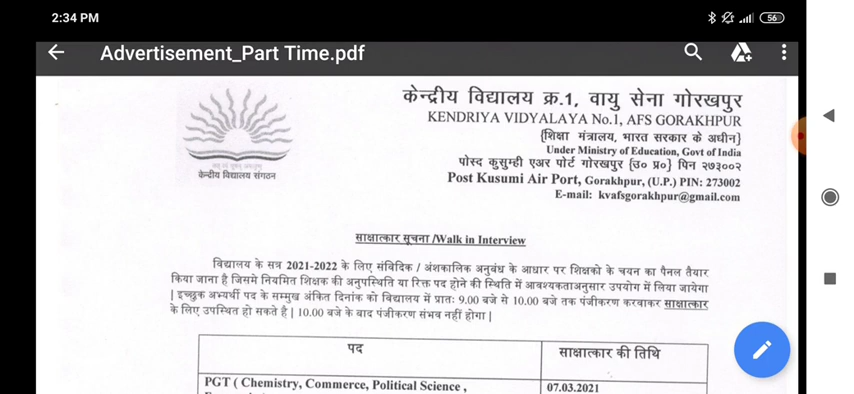 2:34 PM
56
Advertisement_Part Time.pdf
केन्द्रीय विद्यालय क्र.1, वायु सेना गोरखपुर
KENDRIYA VIDYALAYA No.1, AFS GORAKHPUR
{शिक्षा मंत्रालय, भारत सरकार के अधीन}
Under Ministry of Education, Govt of India
पोस्ट कुसुम्ही एअर पोर्ट गोरखपुर {उ० प्र०} पिन २७३००२
Post Kusumi Air Port, Gorakhpur, (U.P.) PIN: 273002
E-mail: kvafsgorakhpur@gmail.com
केन्द्रीय विद्यालय संगठन
साक्षात्कार सूचना /Walk in Interview
विद्यालय के सत्र 2021-2022 के लिए संविदिक / अंशकालिक अनुबंध के आधार पर शिक्षको के चयन का पैनल तैयार
किया जाना है जिसमे नियमित शिक्षक की अनुपस्थिति या रिक्त पद होने की स्थिति में आवश्यकतानुसार उपयोग में लिया जायेगा
| इच्छुक अभ्यर्थी पद के सम्मुख अंकित दिनांक को विद्यालय में प्रातः 9.00 बजे से 10.00 बजे तक पंजीकरण करवाकर साक्षात्कार
के लिए उपस्थित हो सकते है | 10.00 बजे के बाद पंजीकरण संभव नहीं होगा |
पद
साक्षात्कार की तिथि
PGT ( Chemistry, Commerce, Political Science ,
07.03.2021